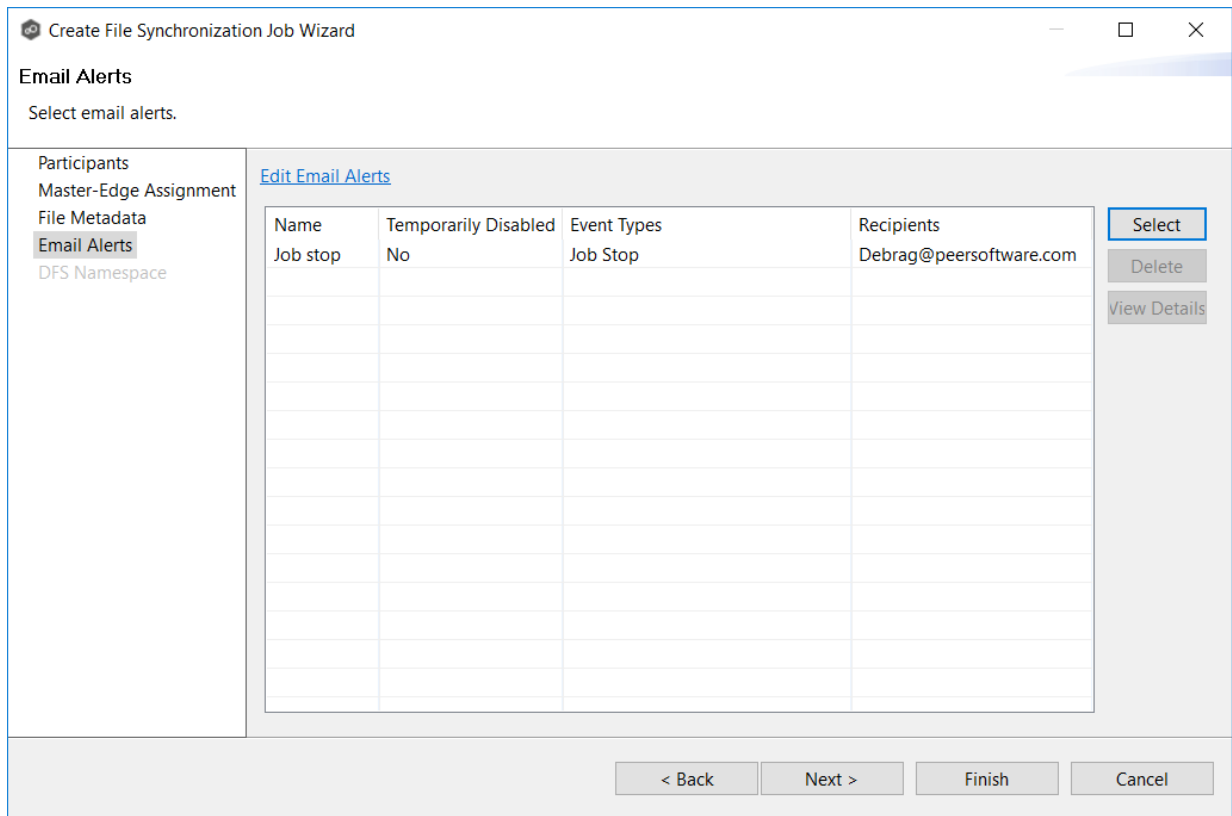 Create File Synchronization Job Wizard
Email Alerts
Select email alerts.
Participants
Master-Edge Assignment
File Metadata
Email Alerts
DFS Namespace
Edit Email Alerts
Name Temporarily Disabled Event Types Recipients
Job stop No Job Stop Debrag@peersoftware.com
Select
Delete
View Details
< Back Next > Finish Cancel